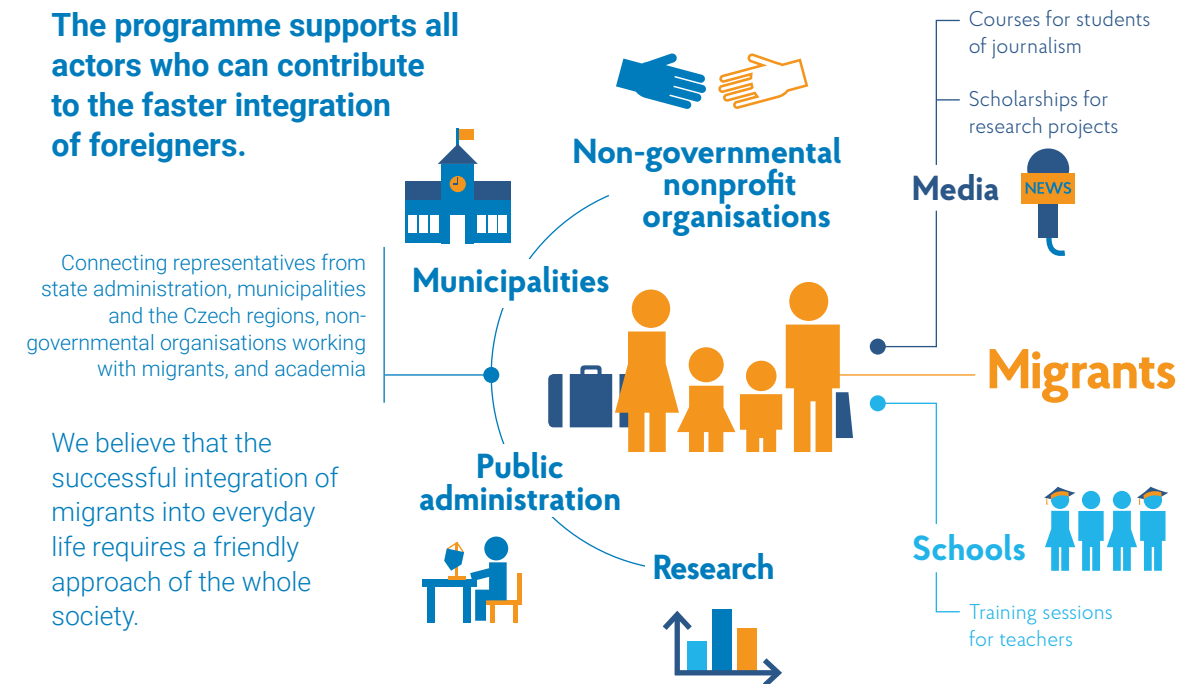 The programme supports all
actors who can contribute
to the faster integration
of foreigners.
Non-governmental
nonprofit
organisations
Municipalities
Connecting representatives from
state administration, municipalities
and the Czech regions, non-
governmental organisations working
with migrants, and academia
Public
administration
We believe that the
successful integration of
migrants into everyday
life requires a friendly
approach of the whole
society.
Research
Courses for students
of journalism
Scholarships for
research projects
Media
NEWS
Migrants
Schools
Training sessions
for teachers